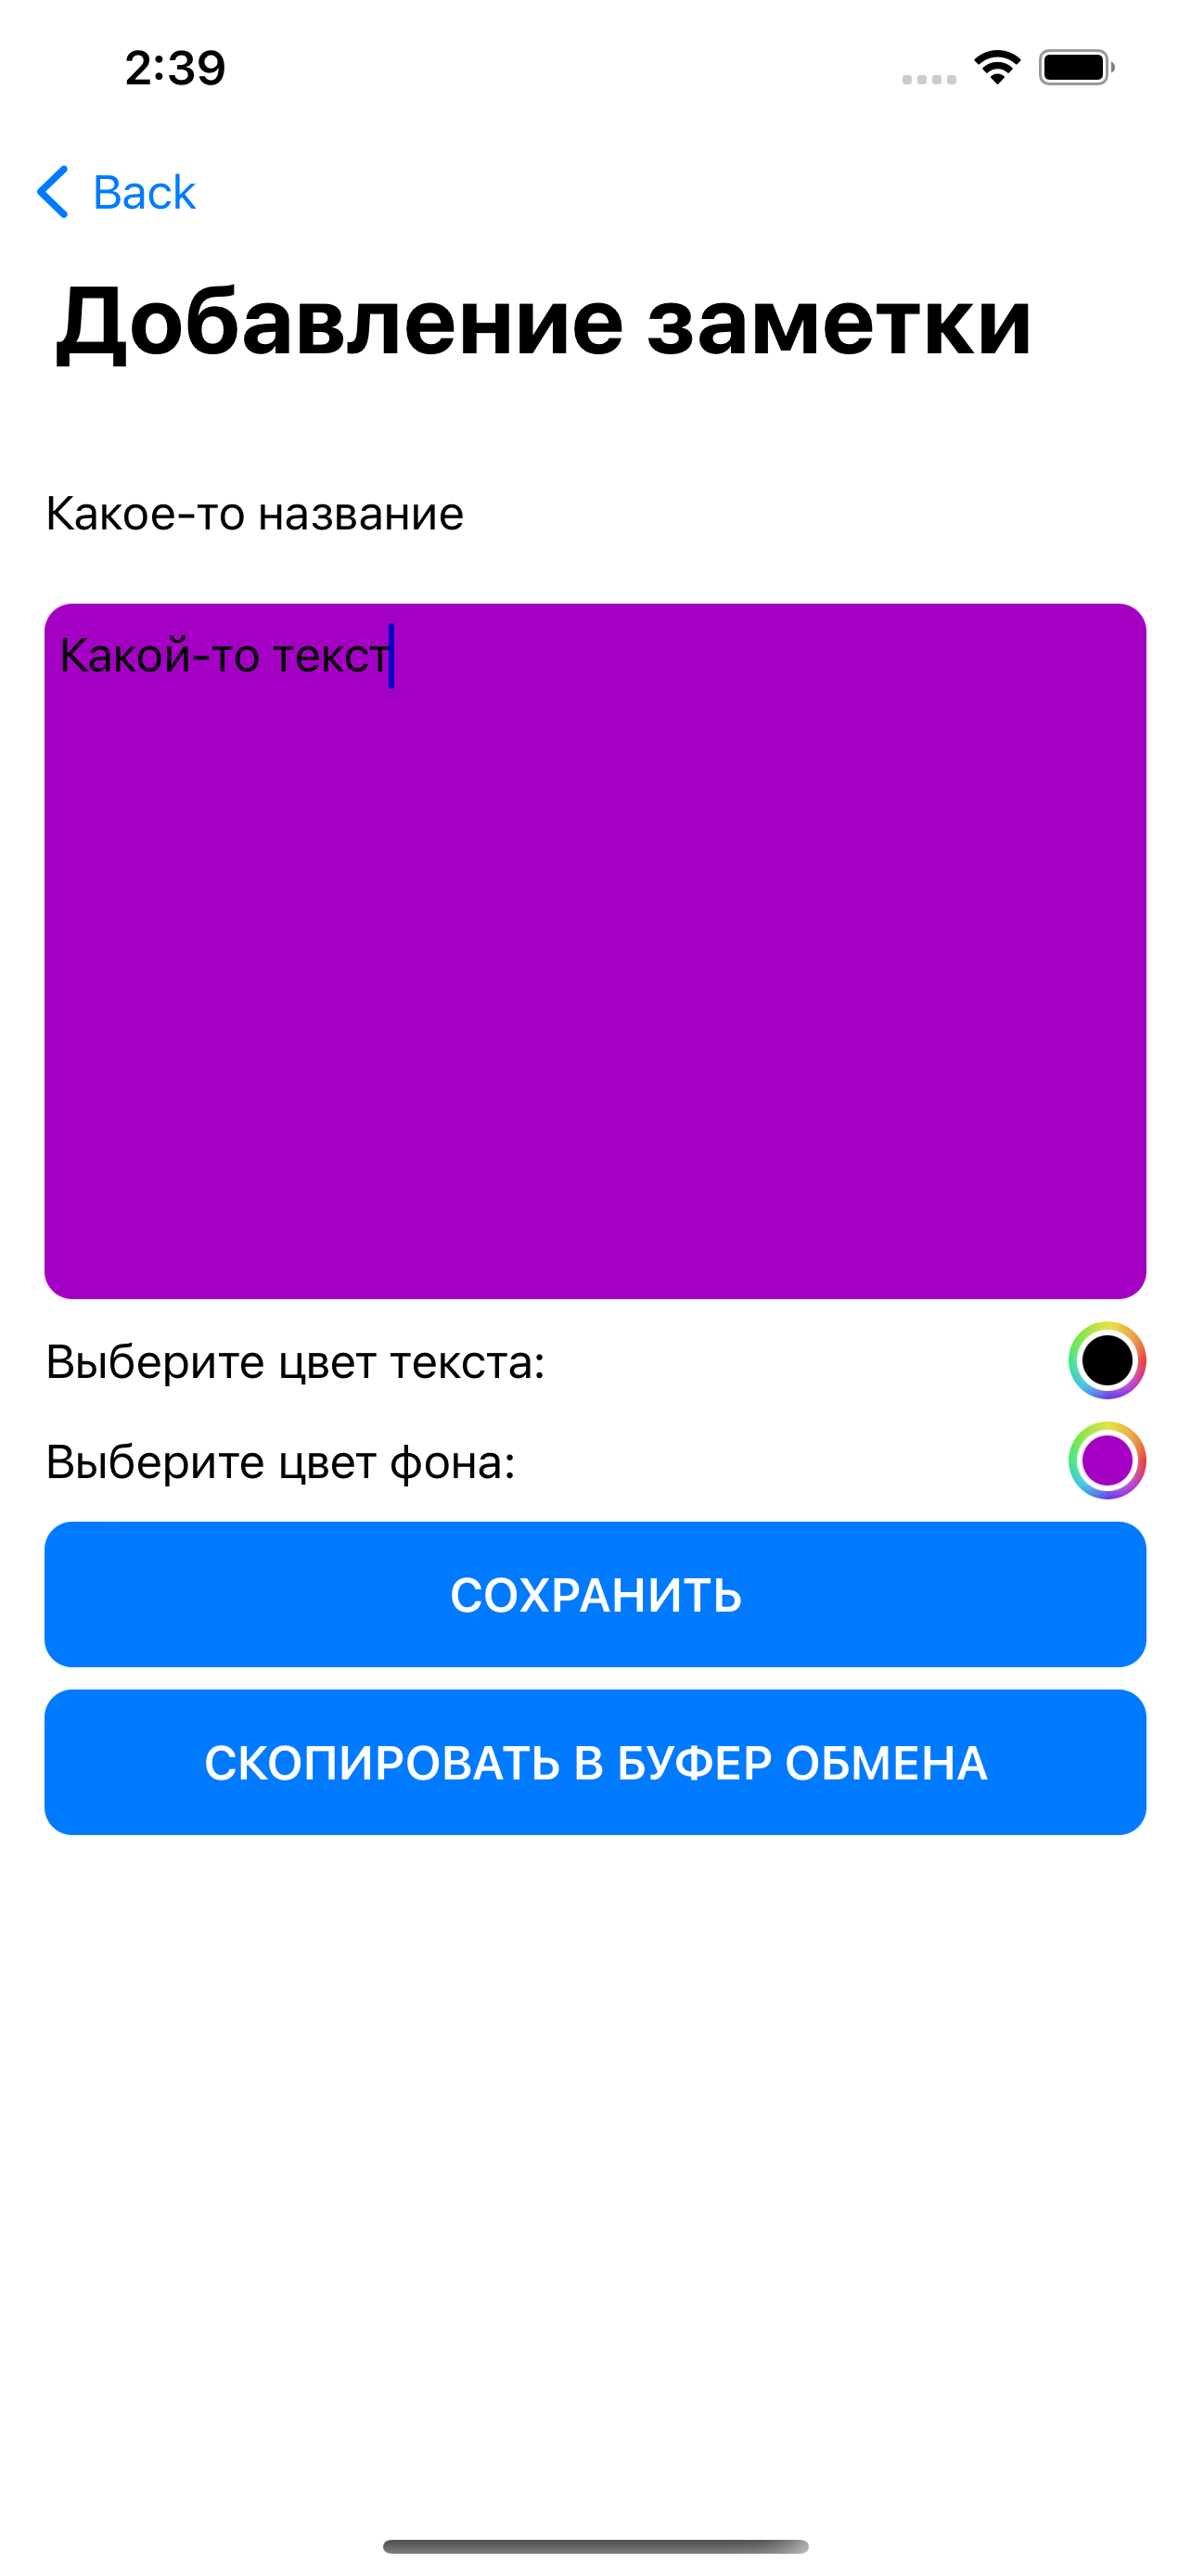 2:39
Back
Добавление заметки
Какое-то название
Какой-то текст
Выберите цвет текста:
Выберите цвет фона:
СОХРАНИТЬ
СКОПИРОВАТЬ В БУФЕР ОБМЕНА